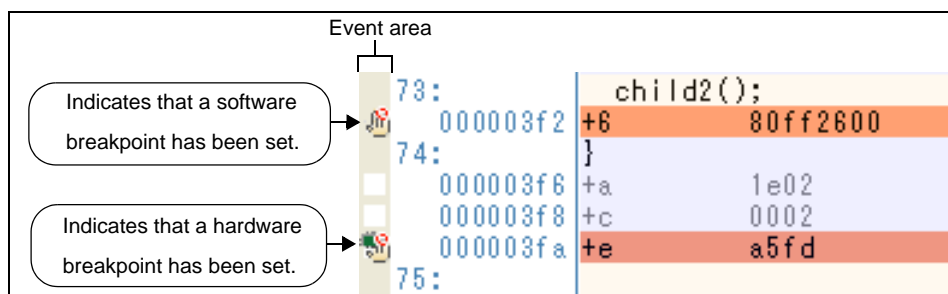 Event area
Indicates that a software
breakpoint has been set.
Indicates that a hardware
breakpoint has been set.
73: child2();
000003f2 +6 80ff2600
74: }
000003f6 +a 1e02
000003f8 +c 0002
000003fa +e a5fd
75: